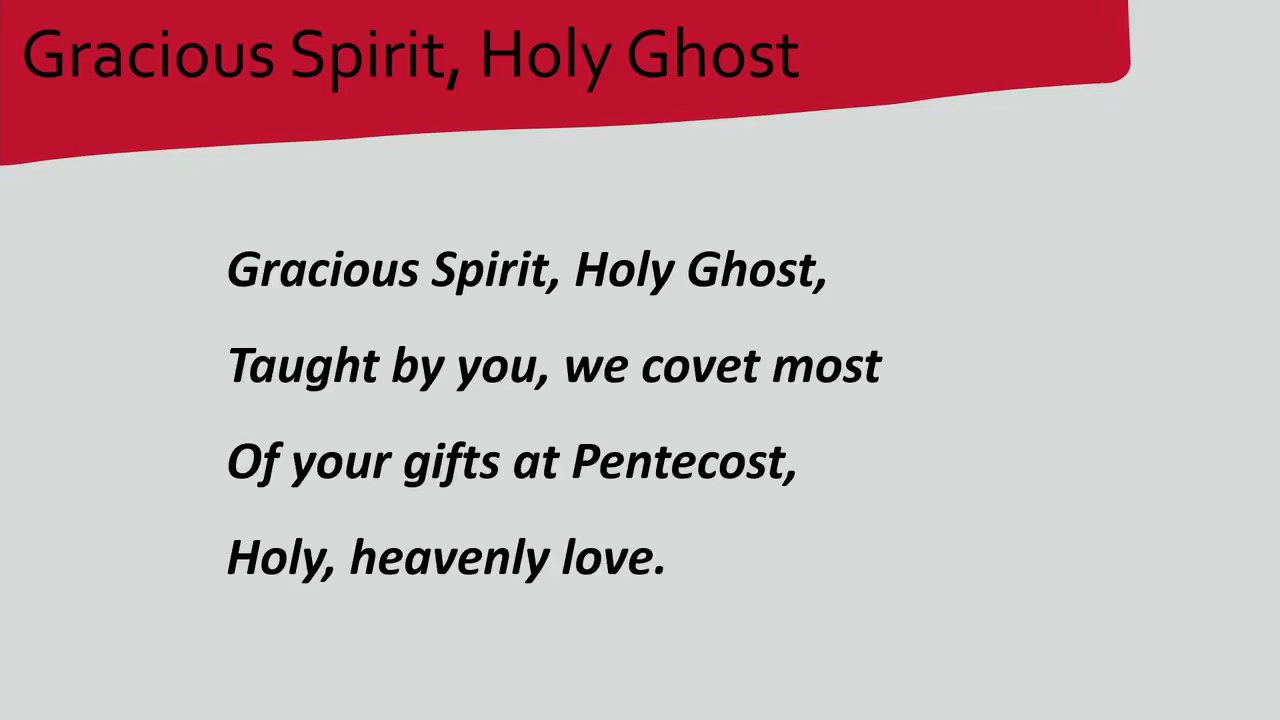 Gracious Spirit, Holy Ghost
Gracious Spirit, Holy Ghost,
Taught by you, we covet most
Of your gifts at Pentecost,
Holy, heavenly love.